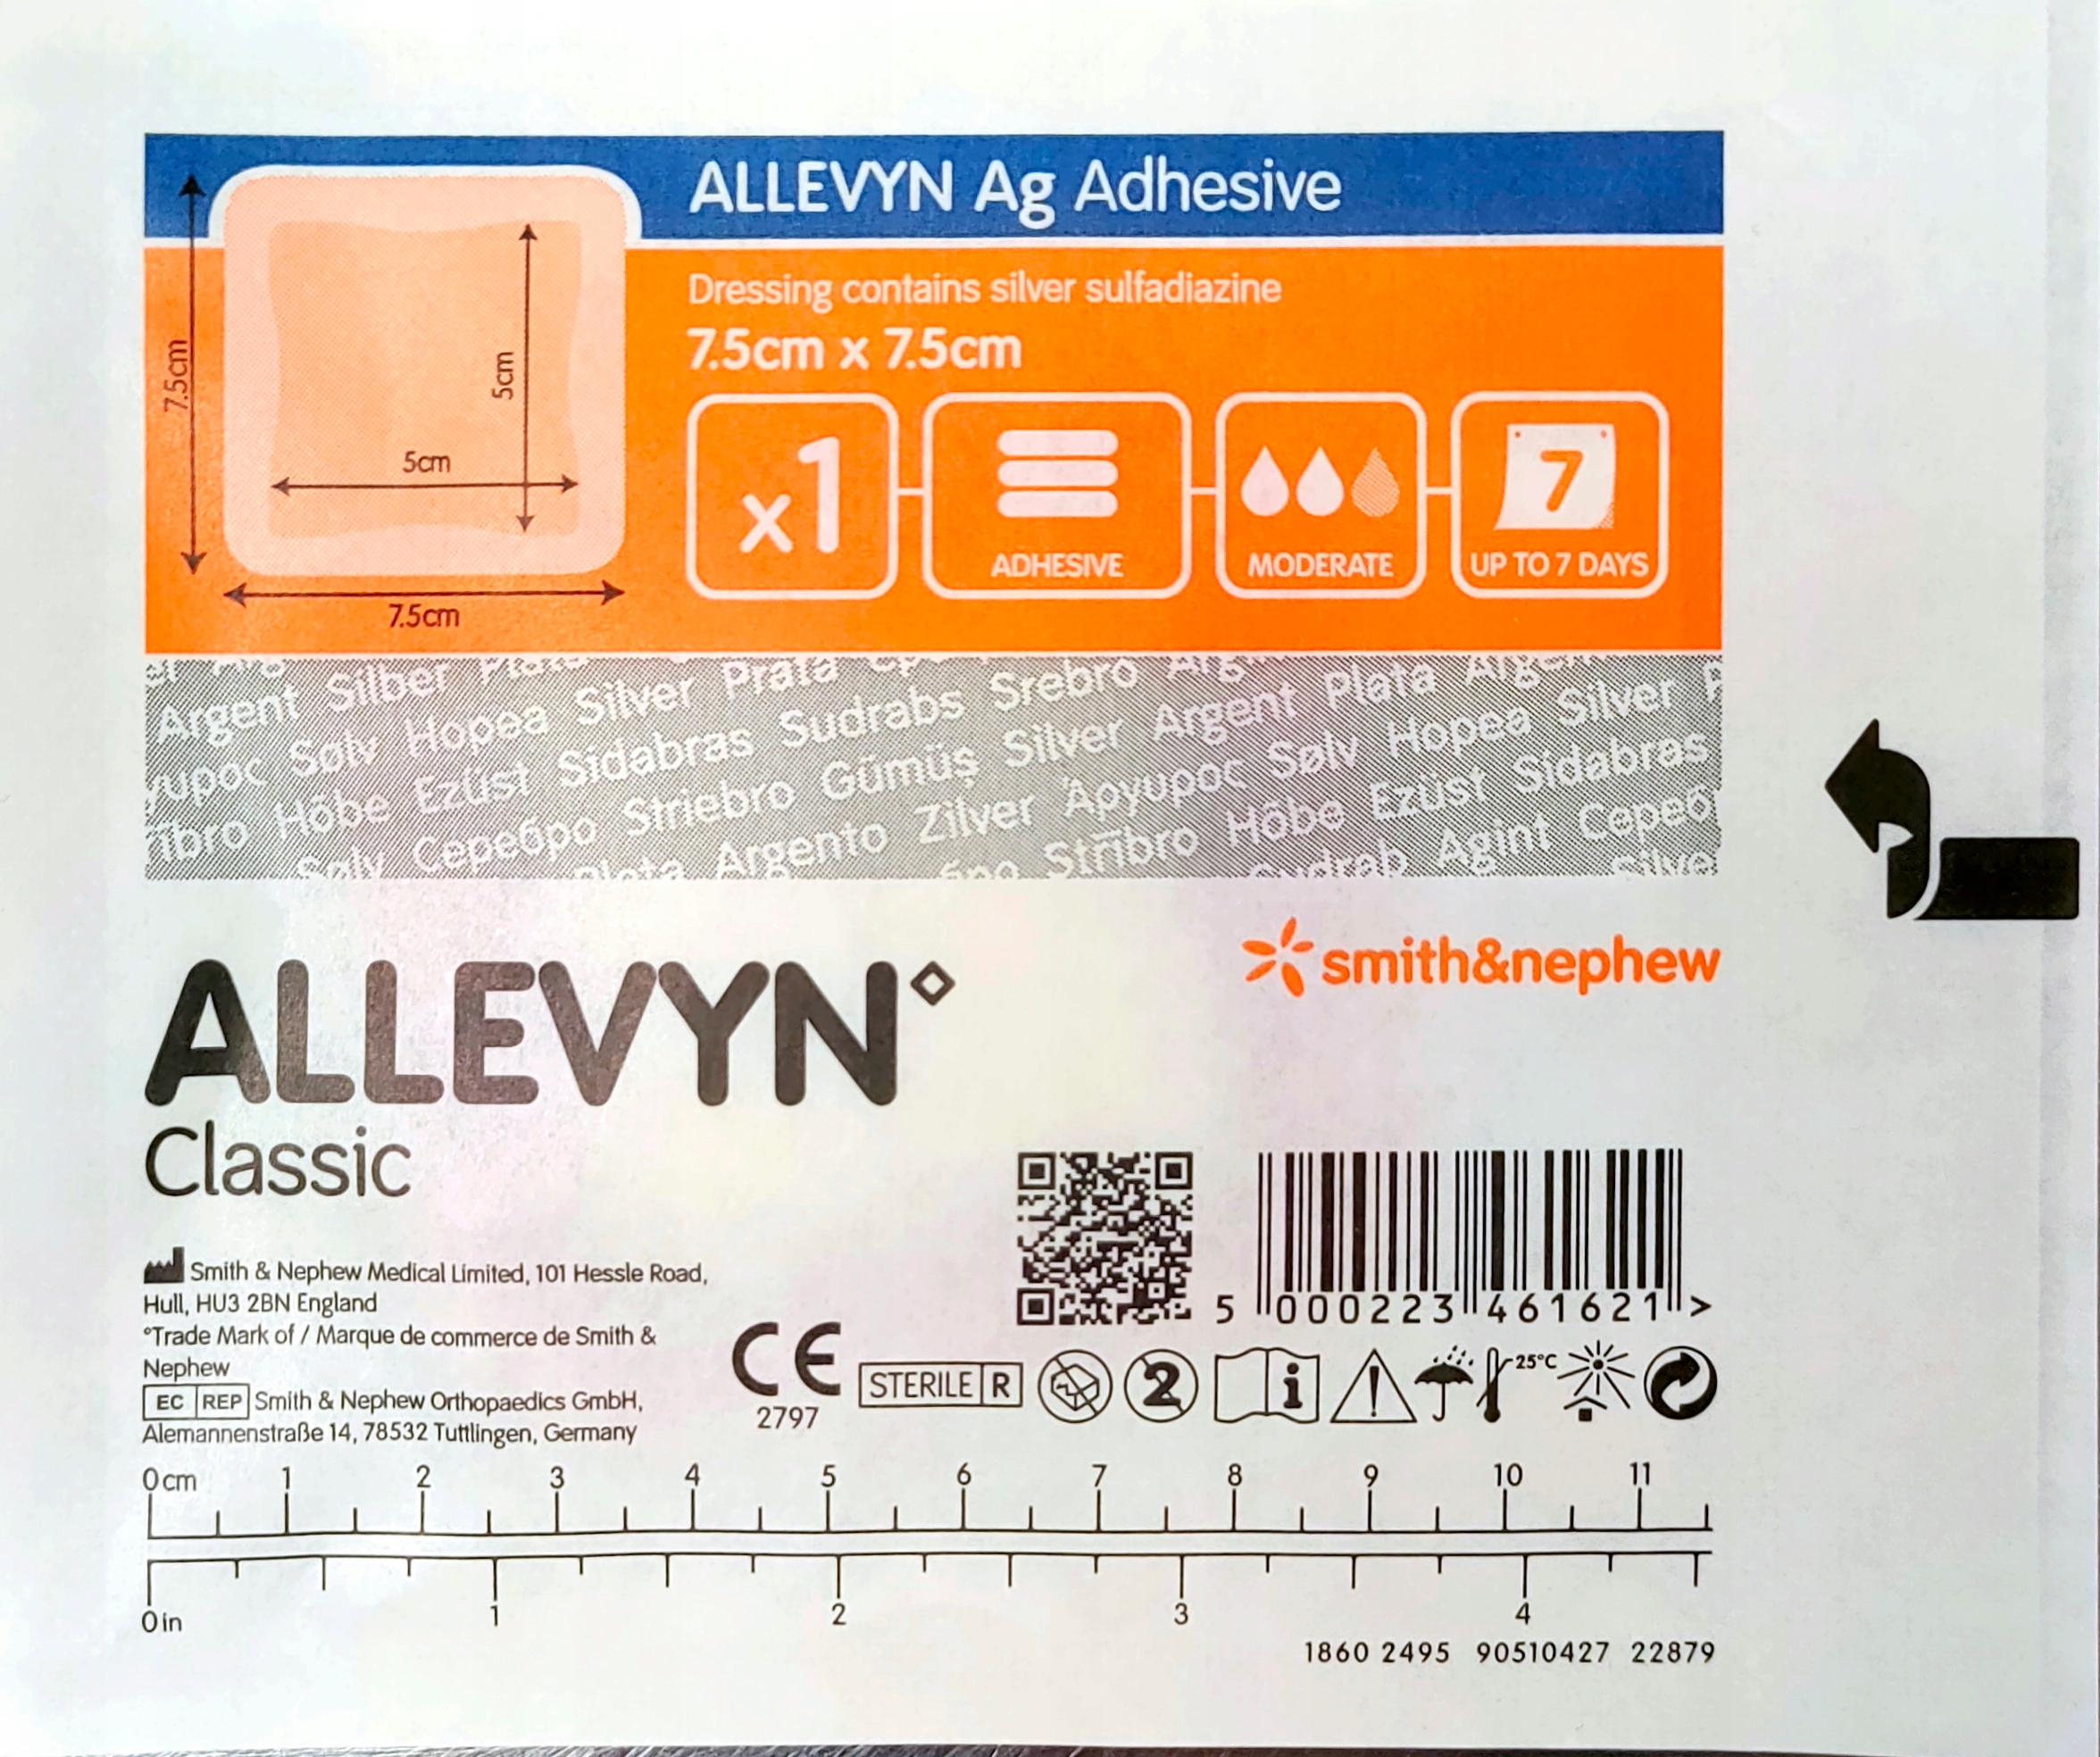 ALLEVYN Ag Adhesive
Dressing contains silver sulfadiazine
7.5cm x 7.5cm
7.5cm
5cm
5cm
7.5cm
x1
ADHESIVE
MODERATE
7
UP TO 7 DAYS
Argent Silber Plata
Sølv Hopea Silver Prata
Hõbe Ezüst Sidabras Sudrabs Srebro
Sølv Серебро Striebro Gümüş Silver Argent Plata
Plata Argento Zilver Άργυρος Sølv Hopea Silver
Stříbro Hõbe Ezüst Sidabras
Sudrab Agint
ALLEVYN◊
smith&nephew
Classic
Smith & Nephew Medical Limited, 101 Hessle Road,
Hull, HU3 2BN England
◊Trade Mark of / Marque de commerce de Smith &
Nephew
EC REP Smith & Nephew Orthopaedics GmbH,
Alemannenstraße 14, 78532 Tuttlingen, Germany
CE
2797
5 000223 461621 >
STERILE R
2
i
25°C
0 cm 1 2 3 4 5 6 7 8 9 10 11
0 in 1 2 3 4
1860 2495 90510427 22879